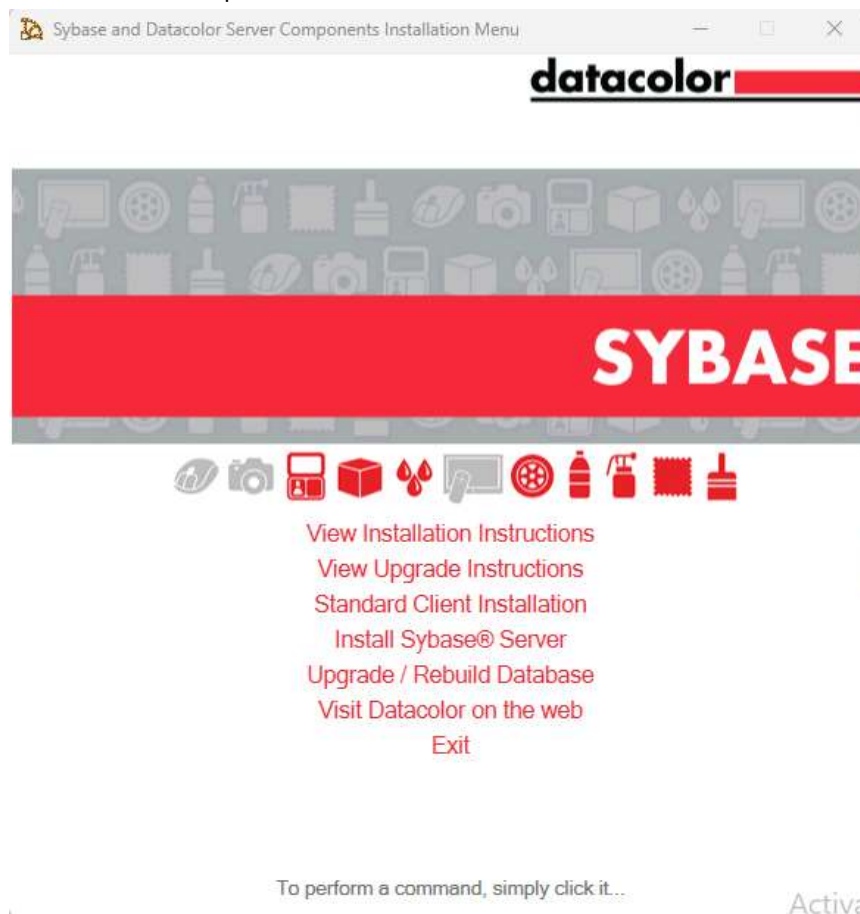 Sybase and Datacolor Server Components Installation Menu
datacolor
SYBASE
View Installation Instructions
View Upgrade Instructions
Standard Client Installation
Install Sybase® Server
Upgrade / Rebuild Database
Visit Datacolor on the web
Exit
To perform a command, simply click it...
Activa